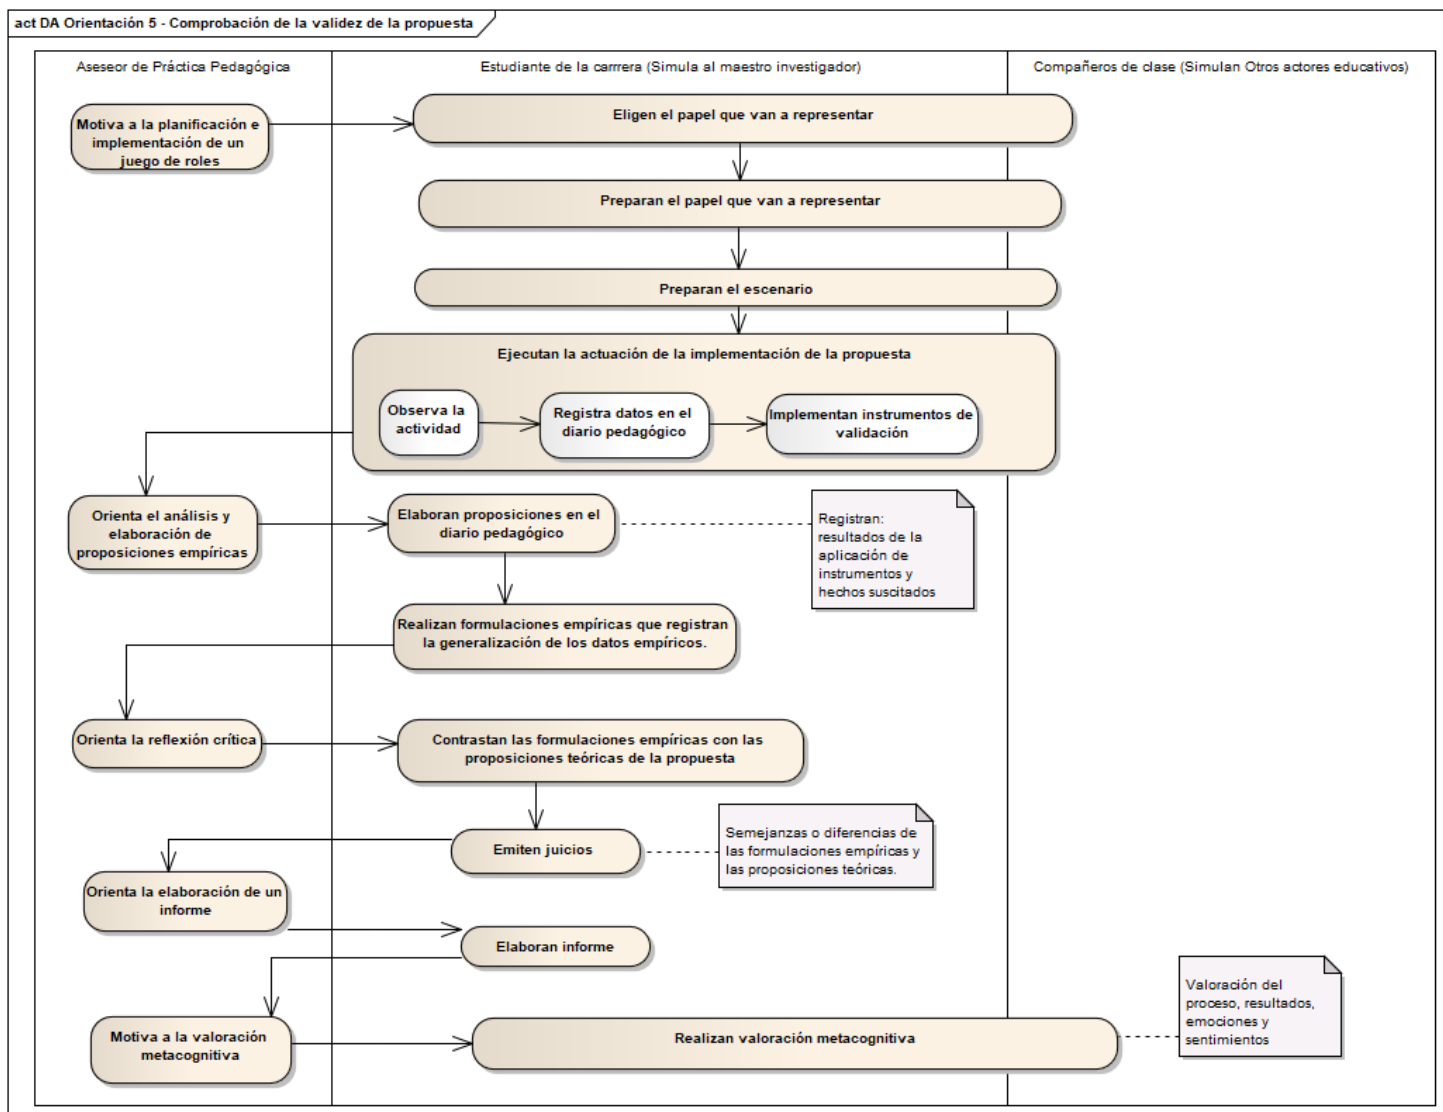 act DA Orientación 5 - Comprobación de la validez de la propuesta
Aseseor de Práctica Pedagógica
Estudiante de la carrrera (Simula al maestro investigador)
Compañeros de clase (Simulan Otros actores educativos)
Motiva a la planificación e
implementación de un
juego de roles
Eligen el papel que van a representar
Preparan el papel que van a representar
Preparan el escenario
Ejecutan la actuación de la implementación de la propuesta
Observa la
actividad
Registra datos en el
diario pedagógico
Implementan instrumentos de
validación
Orienta el análisis y
elaboración de
proposiciones empíricas
Elaboran proposiciones en el
diario pedagógico
Registran:
resultados de la
aplicación de
instrumentos y
hechos suscitados
Realizan formulaciones empíricas que registran
la generalización de los datos empíricos.
Orienta la reflexión crítica
Contrastan las formulaciones empíricas con las
proposiciones teóricas de la propuesta
Emiten juicios
Semejanzas o diferencias de
las formulaciones empíricas y
las proposiciones teóricas.
Orienta la elaboración de un
informe
Elaboran informe
Motiva a la valoración
metacognitiva
Realizan valoración metacognitiva
Valoración del
proceso, resultados,
emociones y
sentimientos